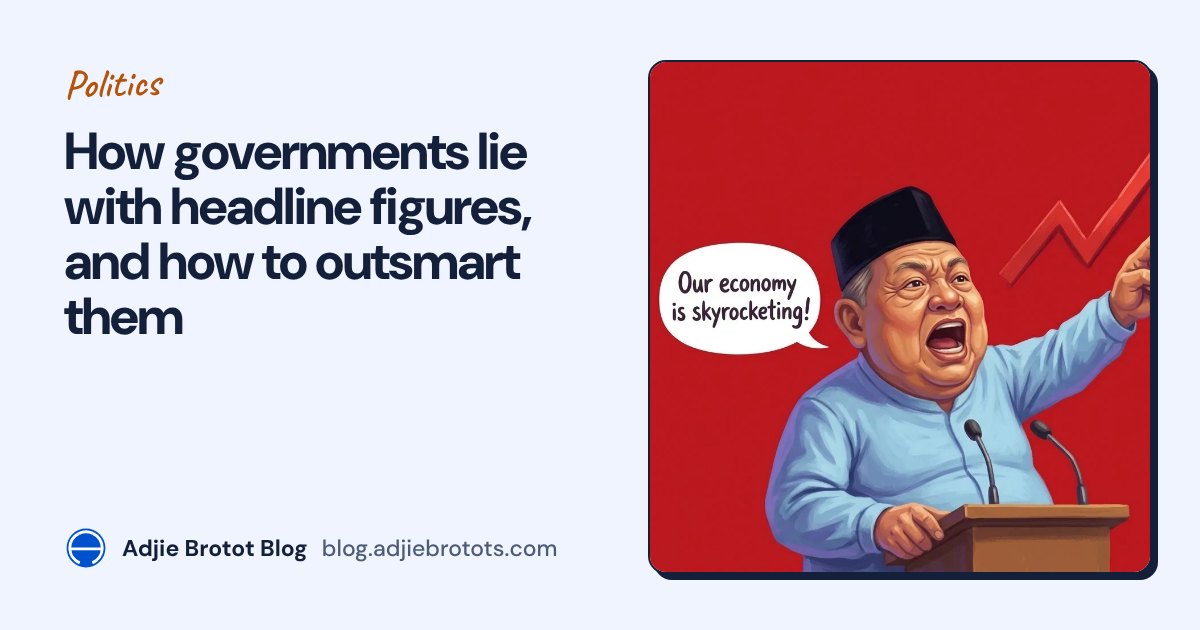 Politics
How governments lie
with headline figures,
and how to outsmart
them
Our economy
is skyrocketing!
Adjie Brotot Blog blog.adjiebrotots.com